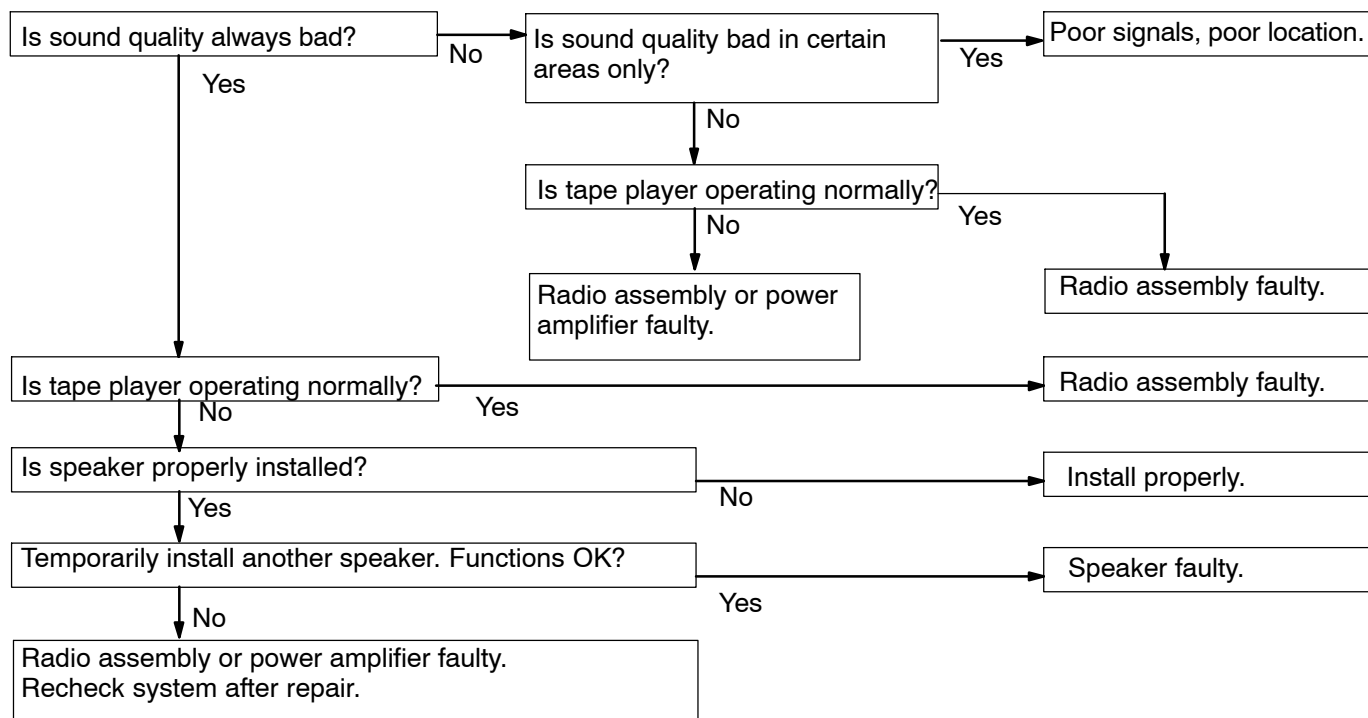 Is sound quality always bad?
No
Is sound quality bad in certain
areas only?
Yes
Poor signals, poor location.
Yes
No
Is tape player operating normally?
Yes
No
Radio assembly or power
amplifier faulty.
Radio assembly faulty.
Is tape player operating normally?
Yes
Radio assembly faulty.
No
Is speaker properly installed?
No
Install properly.
Yes
Temporarily install another speaker. Functions OK?
Yes
Speaker faulty.
No
Radio assembly or power amplifier faulty.
Recheck system after repair.